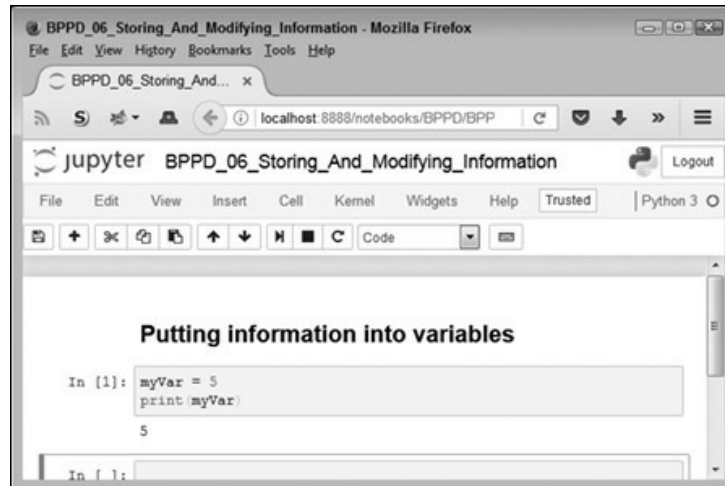 BPPD_06_Storing_And_Modifying_Information - Mozilla Firefox
File Edit View History Bookmarks Tools Help
BPPD_06_Storing_And... ×
localhost:8888/notebooks/BPPD/BPP
jupyter BPPD_06_Storing_And_Modifying_Information Logout
File Edit View Insert Cell Kernel Widgets Help Trusted Python 3
Code
Putting information into variables
In [1]: myVar = 5
print(myVar)
5
In [ ]: